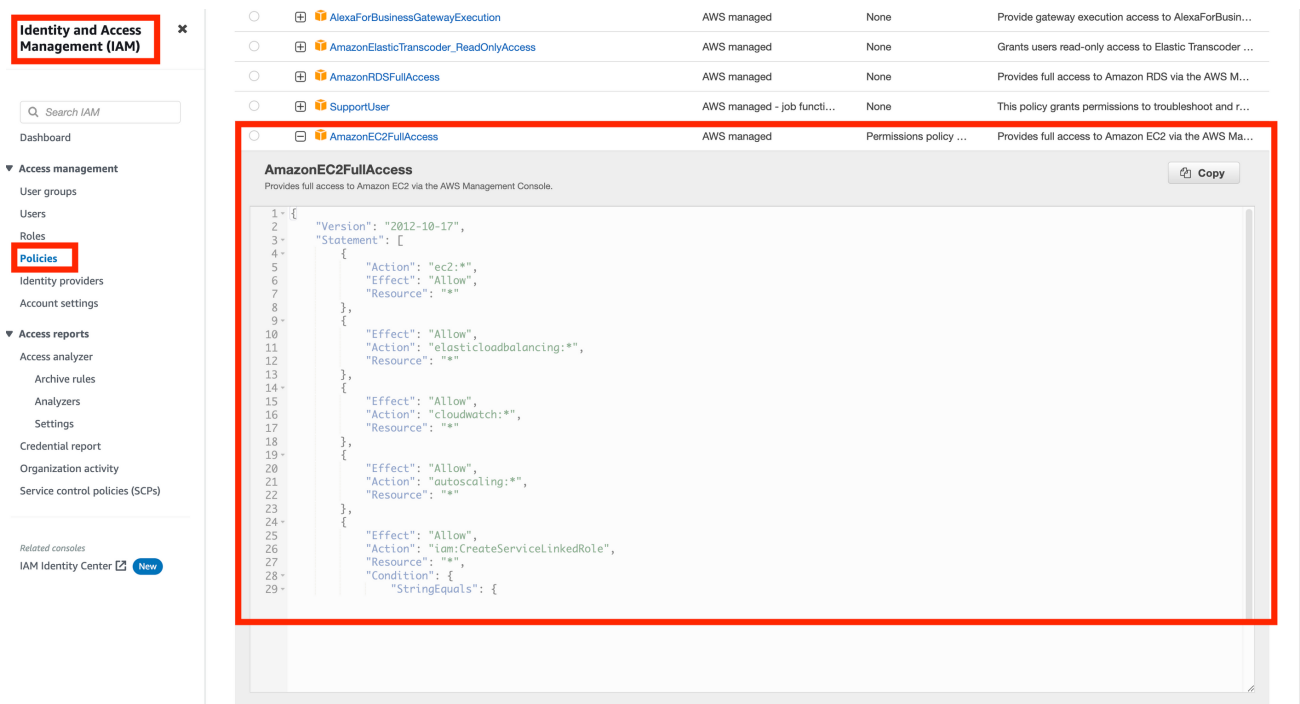 Identity and Access
Management (IAM)
Search IAM
Dashboard
Access management
User groups
Users
Roles
Policies
Identity providers
Account settings
Access reports
Access analyzer
Archive rules
Analyzers
Settings
Credential report
Organization activity
Service control policies (SCPs)
Related consoles
IAM Identity Center New
AlexaForBusinessGatewayExecution AWS managed None Provide gateway execution access to AlexaForBusin...
AmazonElasticTranscoder_ReadOnlyAccess AWS managed None Grants users read-only access to Elastic Transcoder ...
AmazonRDSFullAccess AWS managed None Provides full access to Amazon RDS via the AWS M...
SupportUser AWS managed - job functi... None This policy grants permissions to troubleshoot and r...
AmazonEC2FullAccess AWS managed Permissions policy ... Provides full access to Amazon EC2 via the AWS Ma...
AmazonEC2FullAccess
Copy
Provides full access to Amazon EC2 via the AWS Management Console.
1 {
2 "Version": "2012-10-17",
3 "Statement": [
4 {
5 "Action": "ec2:*",
6 "Effect": "Allow",
7 "Resource": "*"
8 },
9 {
10 "Effect": "Allow",
11 "Action": "elasticloadbalancing:*",
12 "Resource": "*"
13 },
14 {
15 "Effect": "Allow",
16 "Action": "cloudwatch:*",
17 "Resource": "*"
18 },
19 {
20 "Effect": "Allow",
21 "Action": "autoscaling:*",
22 "Resource": "*"
23 },
24 {
25 "Effect": "Allow",
26 "Action": "iam:CreateServiceLinkedRole",
27 "Resource": "*",
28 "Condition": {
29 "StringEquals": {